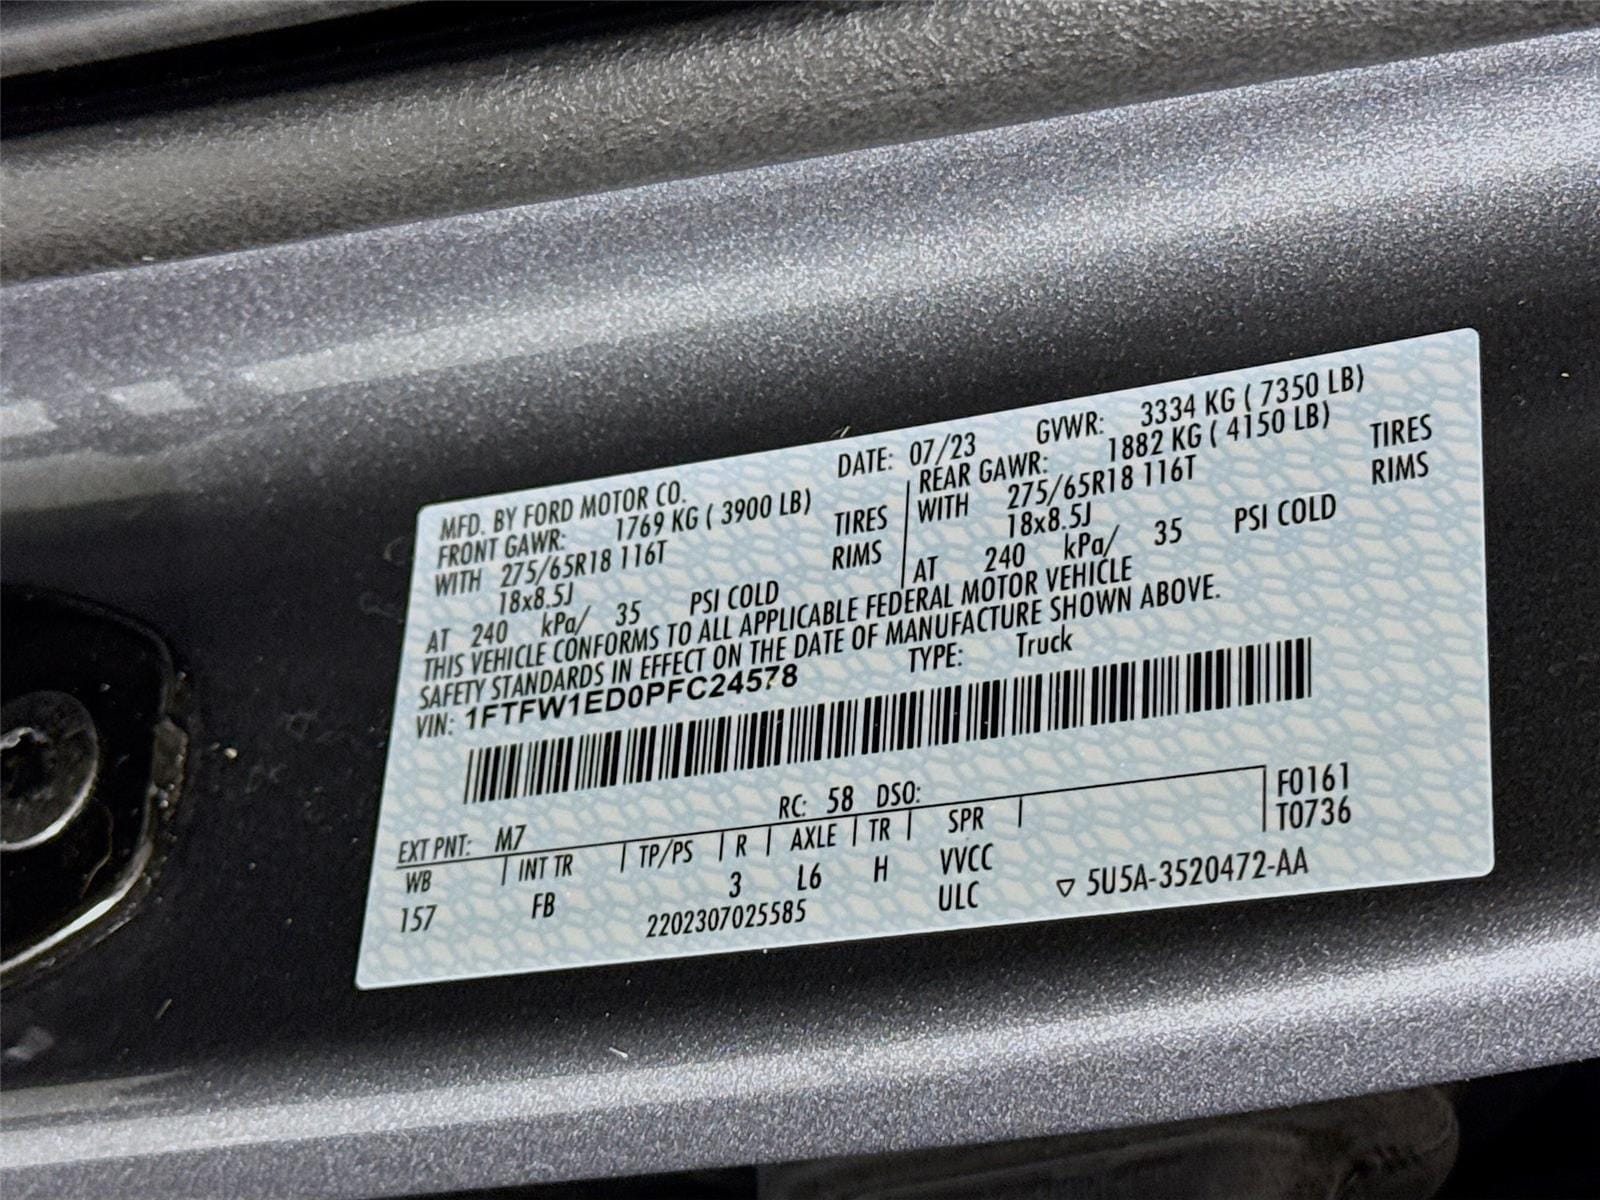 MFD. BY FORD MOTOR CO.
DATE: 07/23 GVWR: 3334 KG ( 7350 LB)
FRONT GAWR: 1769 KG ( 3900 LB)
REAR GAWR: 1882 KG ( 4150 LB)
WITH 275/65R18 116T TIRES
WITH 275/65R18 116T TIRES
18x8.5J RIMS
18x8.5J RIMS
AT 240 kPa/ 35 PSI COLD
AT 240 kPa/ 35 PSI COLD
THIS VEHICLE CONFORMS TO ALL APPLICABLE FEDERAL MOTOR VEHICLE
SAFETY STANDARDS IN EFFECT ON THE DATE OF MANUFACTURE SHOWN ABOVE.
VIN: 1FTFW1ED0PFC24578 TYPE: Truck
EXT PNT: M7 RC: 58 DSO: F0161
WB INT TR TP/PS R AXLE TR SPR T0736
157 FB 3 L6 H VVCC
2202307025585 ULC ▽ 5U5A-3520472-AA